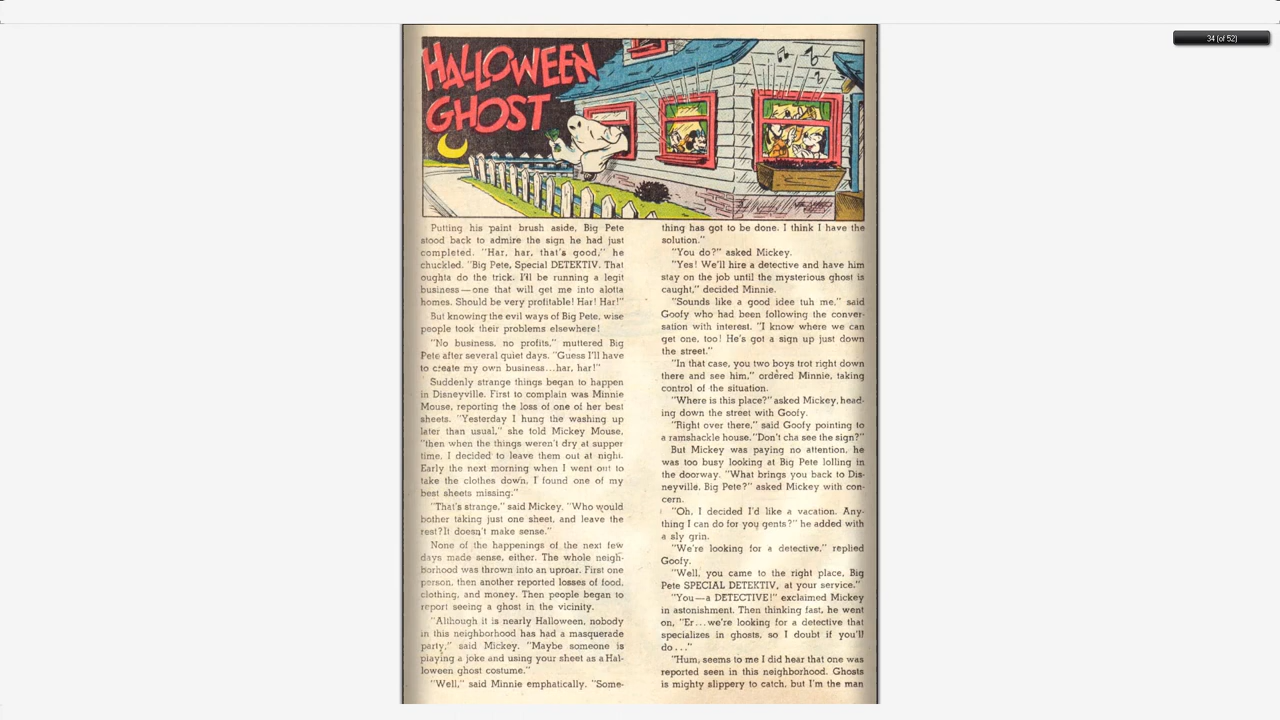 34 (of 52)
HALLOWEEN
GHOST
Putting his paint brush aside, Big Pete
stood back to admire the sign he had just
completed. "Har, har, that's good," he
chuckled. "Big Pete, Special DETEKTIV. That
oughta do the trick. I'll be running a legit
business—one that will get me into alotta
homes. Should be very profitable! Har! Har!"
But knowing the evil ways of Big Pete, wise
people took their problems elsewhere!
"No business, no profits," muttered Big
Pete after several quiet days. "Guess I'll have
to create my own business...har, har!"
Suddenly strange things began to happen
in Disneyville. First to complain was Minnie
Mouse, reporting the loss of one of her best
sheets. "Yesterday I hung the washing up
later than usual," she told Mickey Mouse,
"then when the things weren't dry at supper
time, I decided to leave them out at night.
Early the next morning when I went out to
take the clothes down, I found one of my
best sheets missing."
"That's strange," said Mickey, "Who would
bother taking just one sheet, and leave the
rest? It doesn't make sense."
None of the happenings of the next few
days made sense, either. The whole neigh-
borhood was thrown into an uproar. First one
person, then another reported losses of food,
clothing, and money. Then people began to
report seeing a ghost in the vicinity.
"Although it is nearly Halloween, nobody
in this neighborhood has had a masquerade
party," said Mickey. "Maybe someone is
playing a joke and using your sheet as a Hal-
loween ghost costume."
"Well," said Minnie emphatically. "Some-
thing has got to be done. I think I have the
solution."
"You do?" asked Mickey.
"Yes! We'll hire a detective and have him
stay on the job until the mysterious ghost is
caught," decided Minnie.
"Sounds like a good idee tuh me," said
Goofy who had been following the conver-
sation with interest. "I know where we can
get one, too! He's got a sign up just down
the street."
"In that case, you two boys trot right down
there and see him," ordered Minnie, taking
control of the situation.
"Where is this place?" asked Mickey, head-
ing down the street with Goofy.
"Right over there," said Goofy pointing to
a ramshackle house. "Don't cha see the sign?"
But Mickey was paying no attention, he
was too busy looking at Big Pete lolling in
the doorway. "What brings you back to Dis-
neyville, Big Pete?" asked Mickey with con-
cern.
"Oh, I decided I'd like a vacation. Any-
thing I can do for you gents?" he added with
a sly grin.
"We're looking for a detective," replied
Goofy.
"Well, you came to the right place, Big
Pete SPECIAL DETEKTIV, at your service."
"You—a DETECTIVE!" exclaimed Mickey
in astonishment. Then thinking fast, he went
on, "Er...we're looking for a detective that
specializes in ghosts, so I doubt if you'll
do..."
"Hum, seems to me I did hear that one was
reported seen in this neighborhood. Ghosts
is mighty slippery to catch, but I'm the man